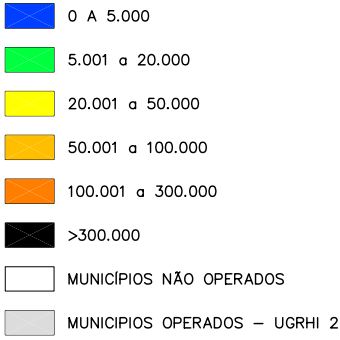 0 A 5.000
5.001 a 20.000
20.001 a 50.000
50.001 a 100.000
100.001 a 300.000
>300.000
MUNICÍPIOS NÃO OPERADOS
MUNICIPIOS OPERADOS – UGRHI 2